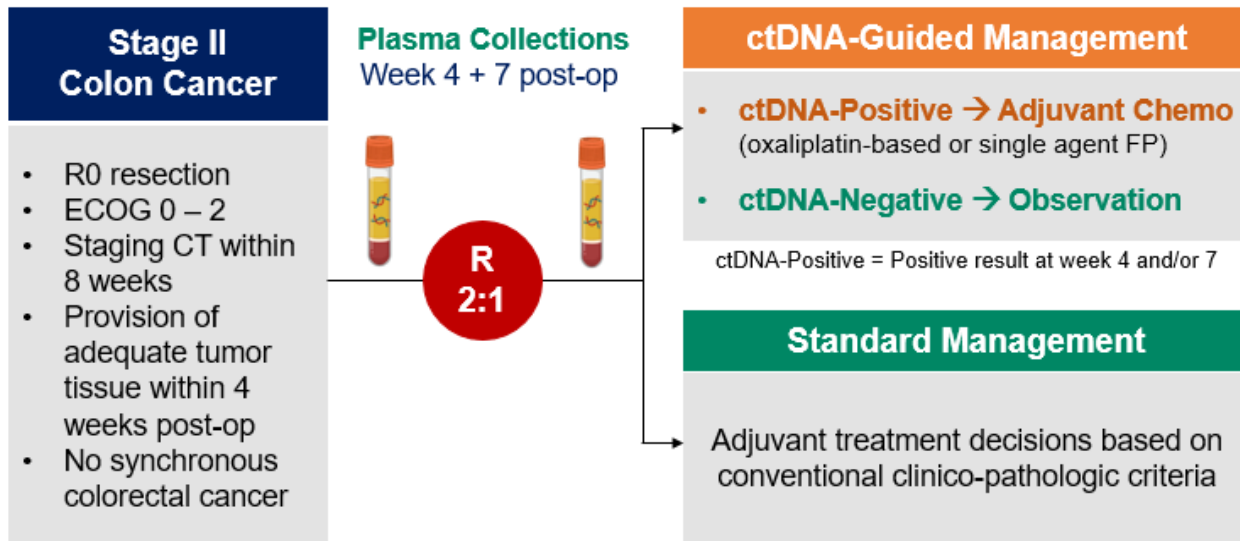 Stage II
Colon Cancer
• R0 resection
• ECOG 0 – 2
• Staging CT within
8 weeks
• Provision of
adequate tumor
tissue within 4
weeks post-op
• No synchronous
colorectal cancer
Plasma Collections
Week 4 + 7 post-op
R
2:1
ctDNA-Guided Management
• ctDNA-Positive → Adjuvant Chemo
(oxaliplatin-based or single agent FP)
• ctDNA-Negative → Observation
ctDNA-Positive = Positive result at week 4 and/or 7
Standard Management
Adjuvant treatment decisions based on
conventional clinico-pathologic criteria